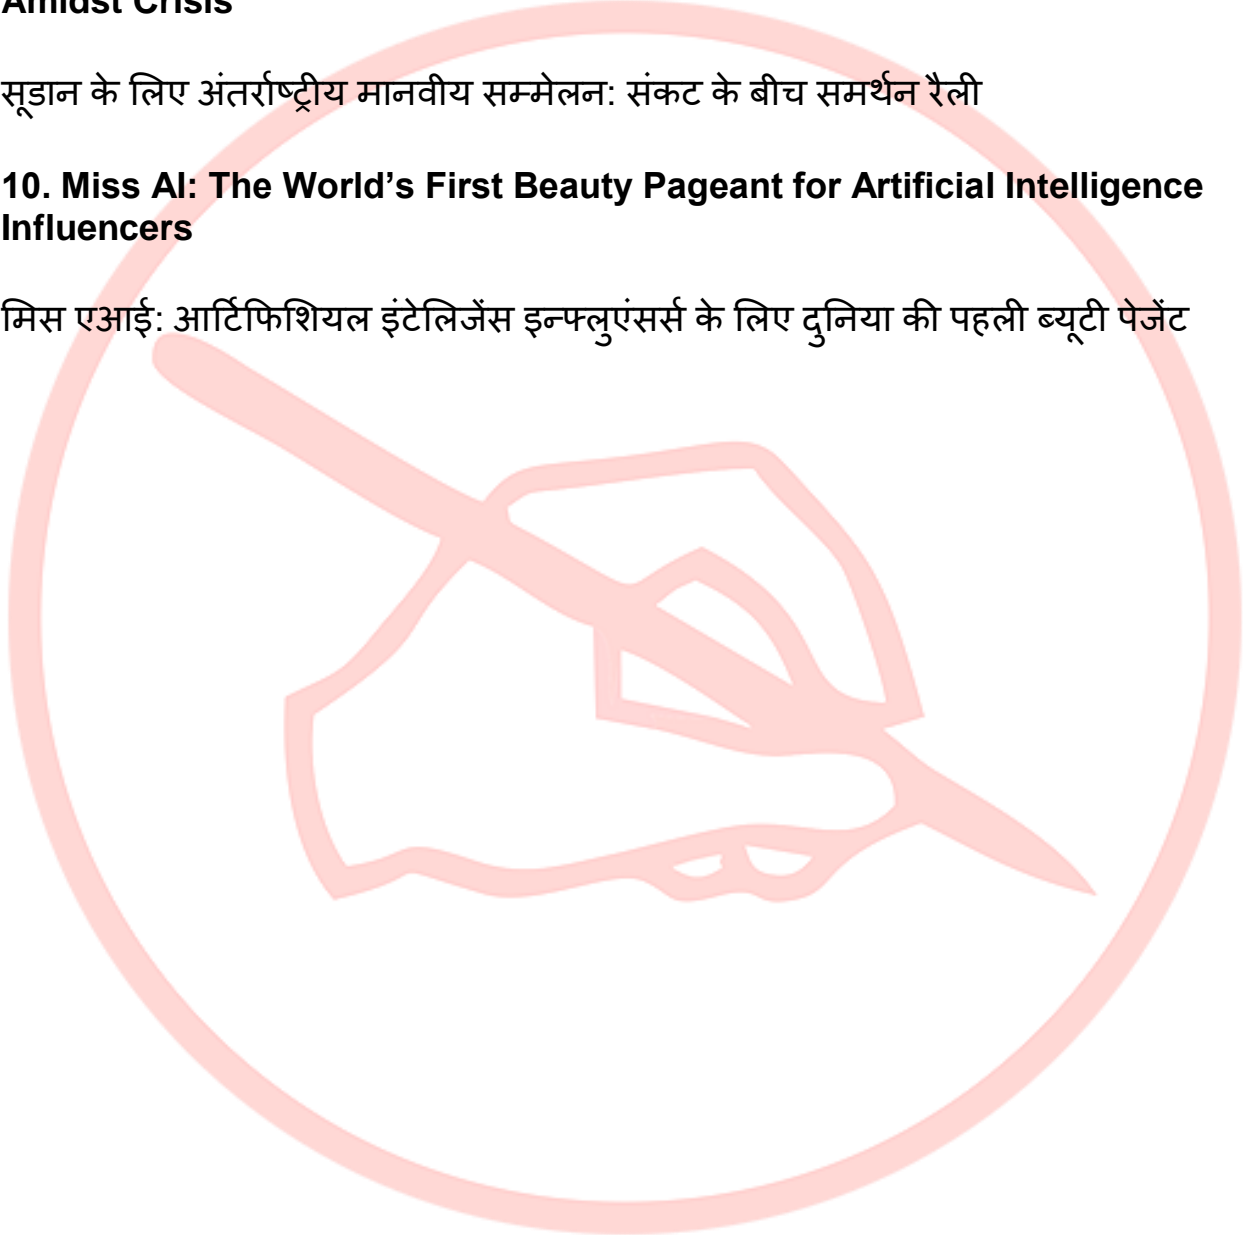 Amidst Crisis
सूडान के लिए अंतर्राष्ट्रीय मानवीय सम्मेलन: संकट के बीच समर्थन रैली
10. Miss AI: The World’s First Beauty Pageant for Artificial Intelligence
Influencers
मिस एआई: आर्टिफिशियल इंटेलिजेंस इन्फ्लुएंसर्स के लिए दुनिया की पहली ब्यूटी पेजेंट